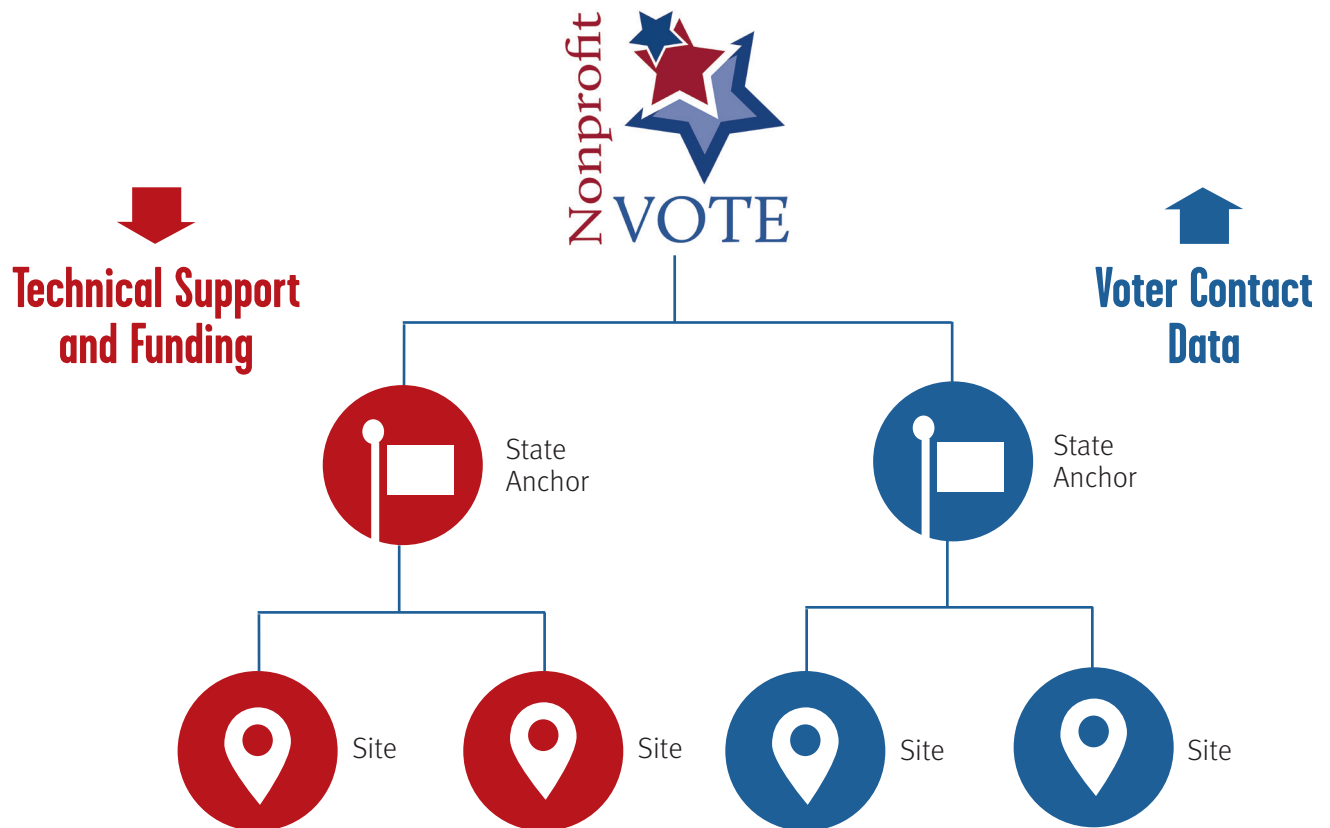 Nonprofit
VOTE
Technical Support
and Funding
Voter Contact
Data
State
Anchor
State
Anchor
Site
Site
Site
Site